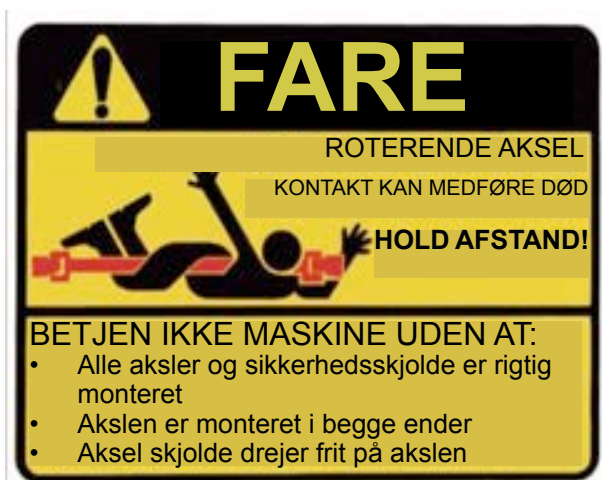 FARE
ROTERENDE AKSEL
KONTAKT KAN MEDFØRE DØD
HOLD AFSTAND!
BETJEN IKKE MASKINE UDEN AT:
• Alle aksler og sikkerhedsskjolde er rigtig
monteret
• Akslen er monteret i begge ender
• Aksel skjolde drejer frit på akslen